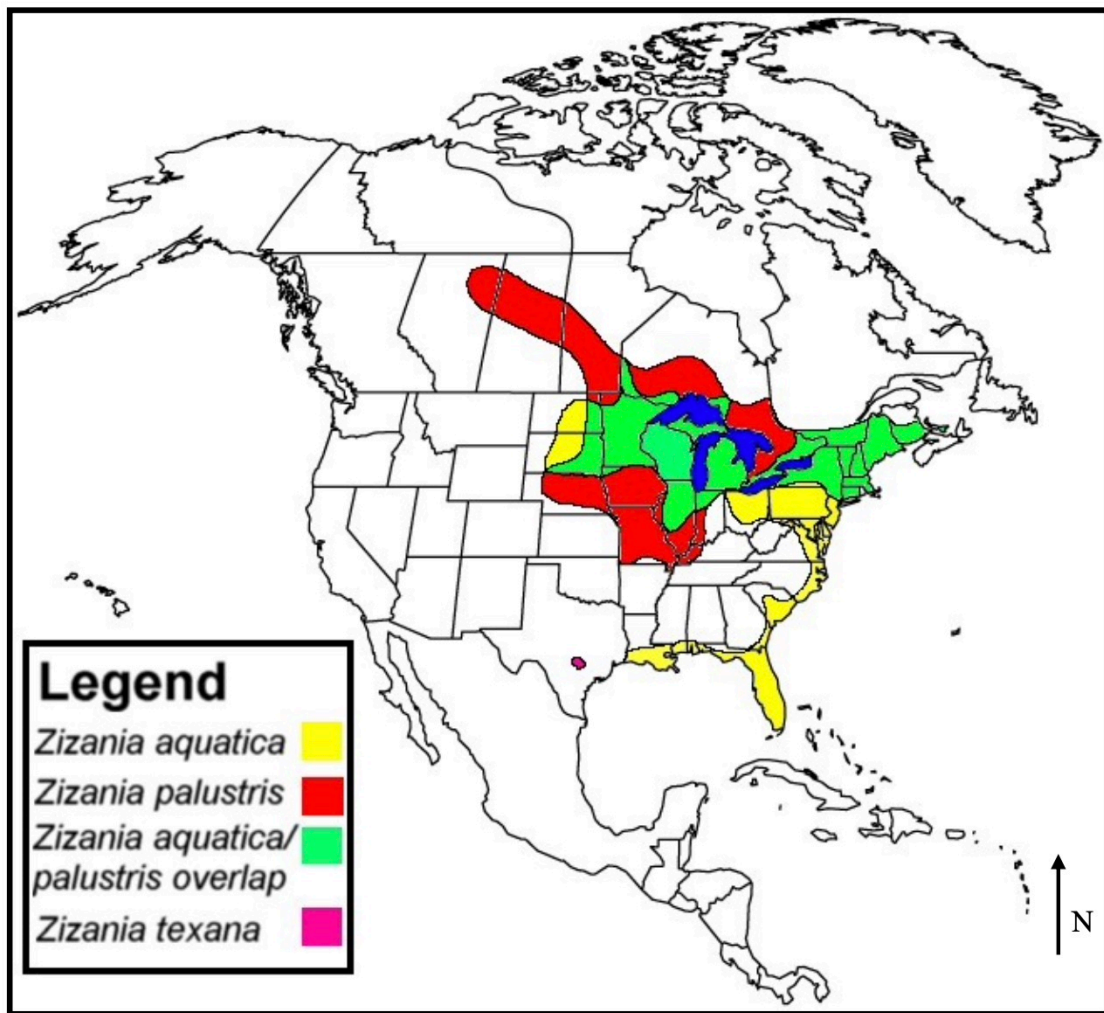 Legend
Zizania aquatica
Zizania palustris
Zizania aquatica/
palustris overlap
Zizania texana
N